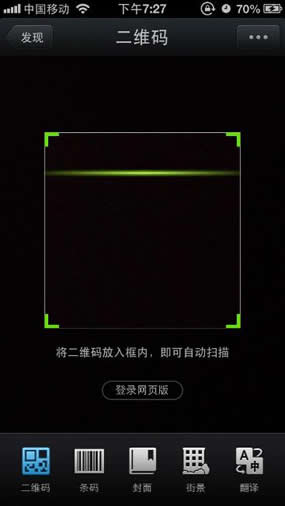 中国移动 下午7:27 70%
发现 二维码
将二维码放入框内，即可自动扫描
登录网页版
二维码 条码 封面 街景 翻译
A 中